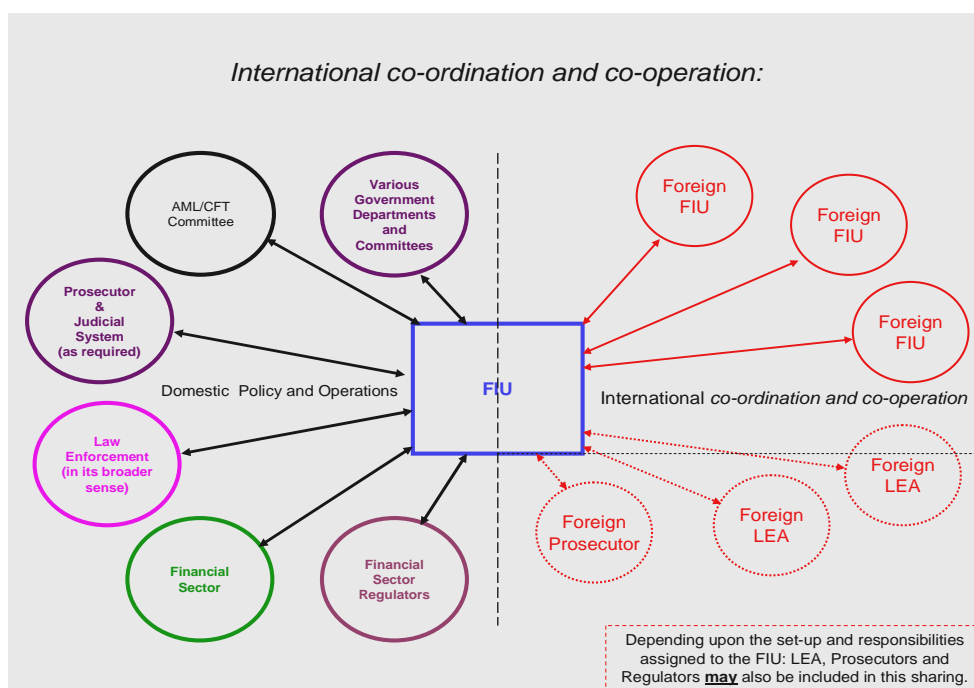 International co-ordination and co-operation:
AML/CFT
Committee
Various
Government
Departments
and
Committees
Foreign
FIU
Foreign
FIU
Foreign
FIU
Prosecutor
&
Judicial
System
(as required)
Domestic Policy and Operations
FIU
International co-ordination and co-operation
Law
Enforcement
(in its broader
sense)
Foreign
LEA
Foreign
LEA
Foreign
Prosecutor
Financial
Sector
Financial
Sector
Regulators
Depending upon the set-up and responsibilities
assigned to the FIU: LEA, Prosecutors and
Regulators may also be included in this sharing.